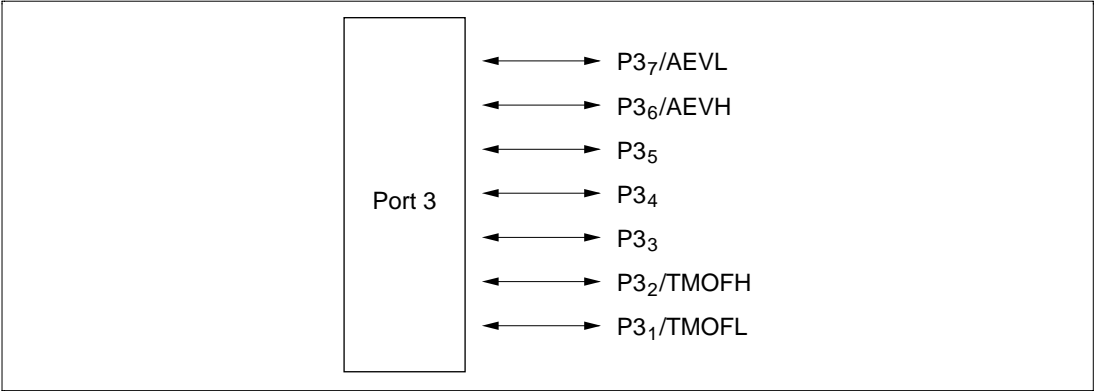 P3₇/AEVL
P3₆/AEVH
P3₅
P3₄
Port 3
P3₃
P3₂/TMOFH
P3₁/TMOFL